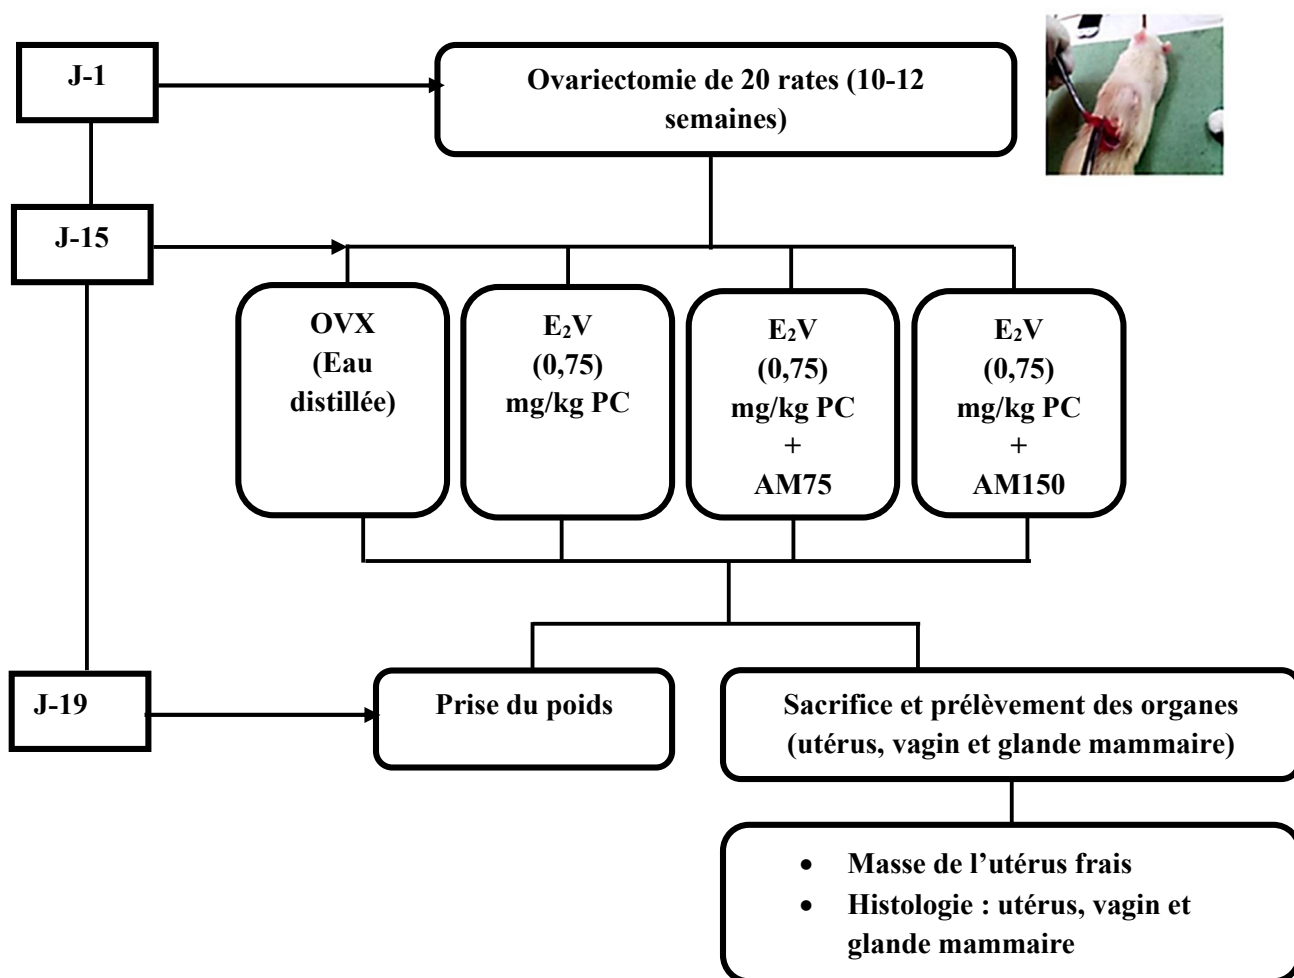 J-1
Ovariectomie de 20 rates (10-12
semaines)
J-15
OVX
(Eau
distillée)
E₂V
(0,75)
mg/kg PC
E₂V
(0,75)
mg/kg PC
+
AM75
E₂V
(0,75)
mg/kg PC
+
AM150
J-19
Prise du poids
Sacrifice et prélèvement des organes
(utérus, vagin et glande mammaire)
• Masse de l’utérus frais
• Histologie : utérus, vagin et
glande mammaire